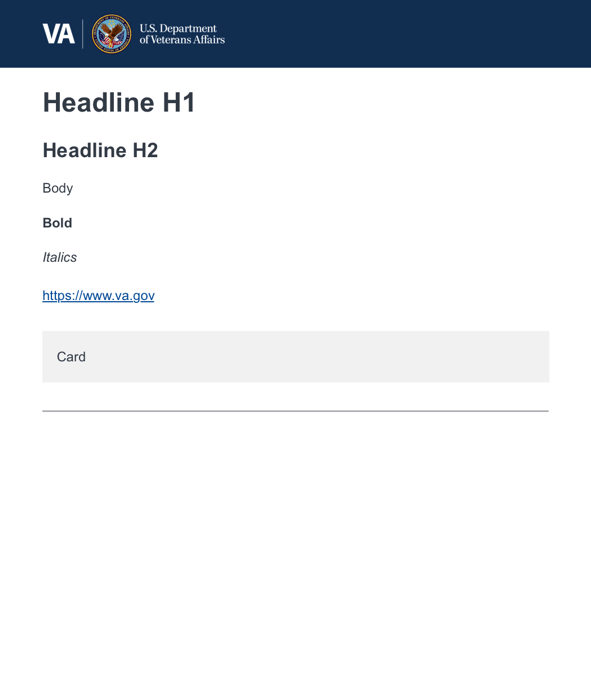 VA
U.S. Department
of Veterans Affairs
Headline H1
Headline H2
Body
Bold
Italics
https://www.va.gov
Card